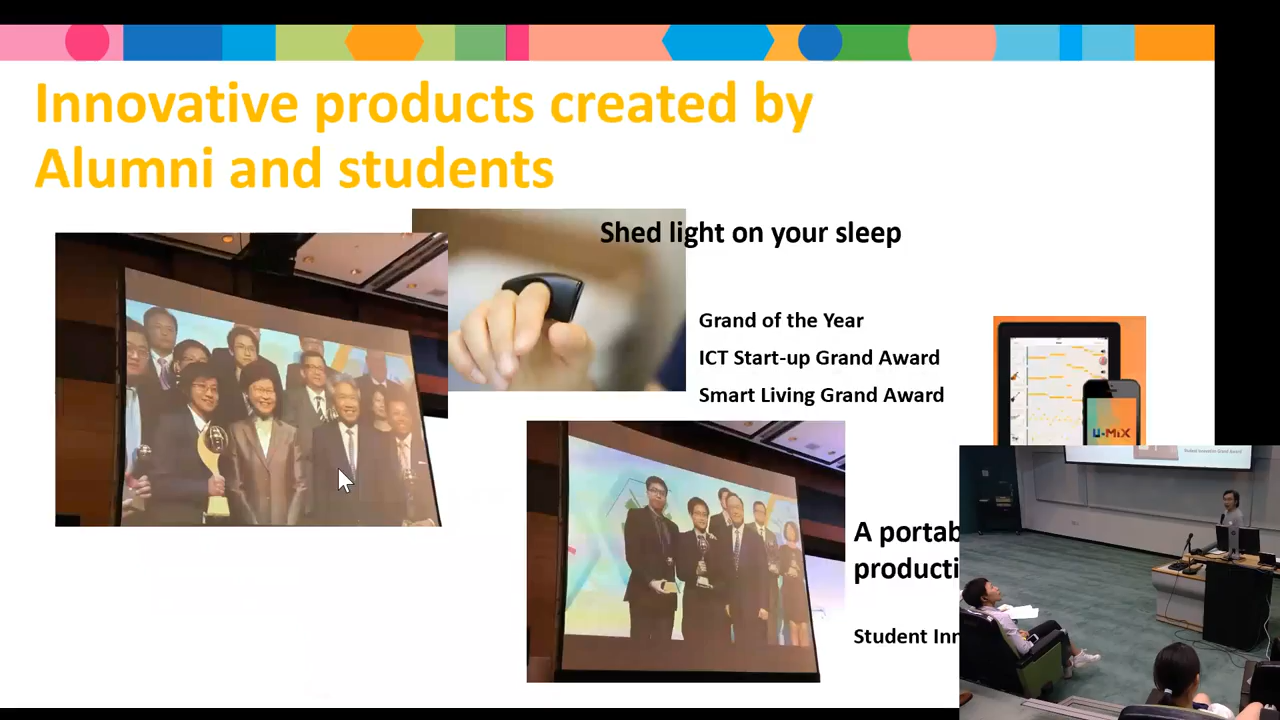 Innovative products created by
Alumni and students
Shed light on your sleep
Grand of the Year
ICT Start-up Grand Award
Smart Living Grand Award
U-MiX
A portab
producti
Student Inn